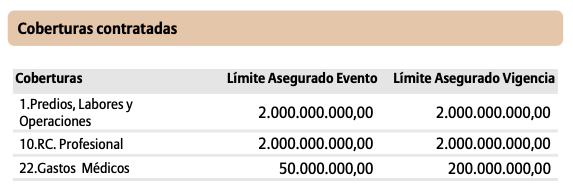 Coberturas contratadas
Coberturas Límite Asegurado Evento Límite Asegurado Vigencia
1.Predios, Labores y
Operaciones 2.000.000.000,00 2.000.000.000,00
10.RC. Profesional 2.000.000.000,00 2.000.000.000,00
22.Gastos Médicos 50.000.000,00 200.000.000,00